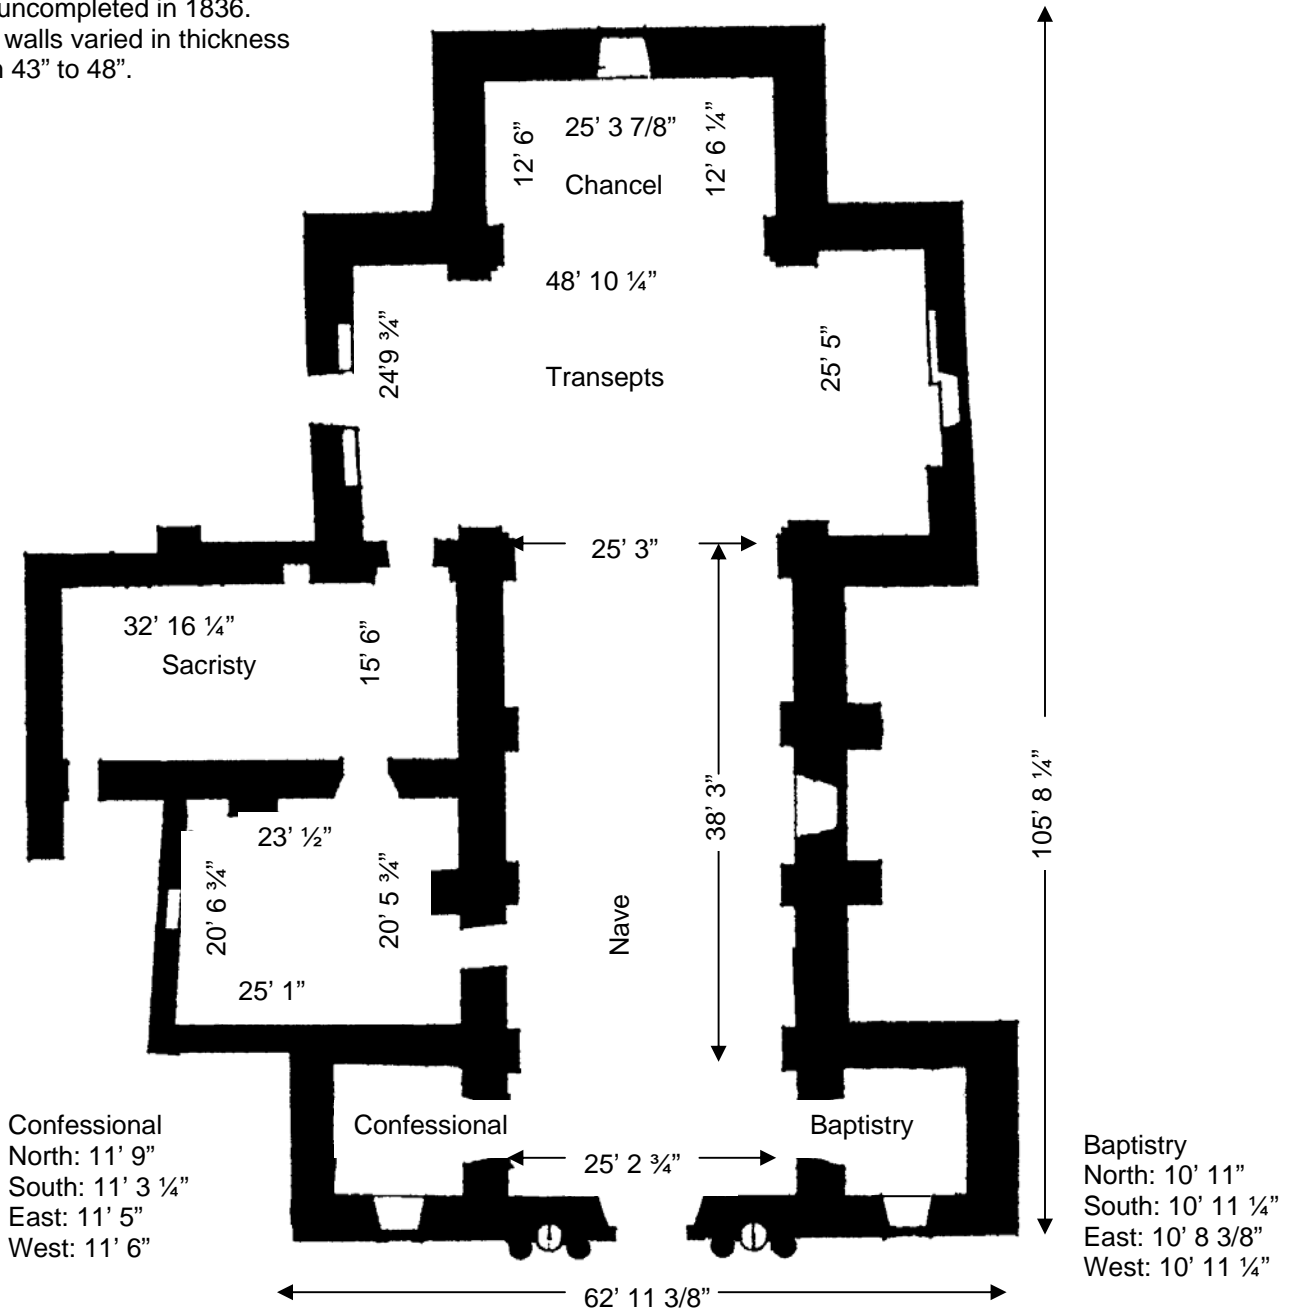 uncompleted in 1836.
walls varied in thickness
43” to 48”.
25’ 3 7/8”
12’ 6”
12’ 6 ¼”
Chancel
48’ 10 ¼”
24’9 ¾”
25’ 5”
Transepts
25’ 3”
32’ 16 ¼”
15’ 6”
Sacristy
38’ 3”
105’ 8 ¼”
23’ ½”
20’ 6 ¾”
20’ 5 ¾”
Nave
25’ 1”
Confessional
North: 11’ 9”
South: 11’ 3 ¼”
East: 11’ 5”
West: 11’ 6”
Confessional
Baptistry
25’ 2 ¾”
Baptistry
North: 10’ 11”
South: 10’ 11 ¼”
East: 10’ 8 3/8”
West: 10’ 11 ¼”
62’ 11 3/8”